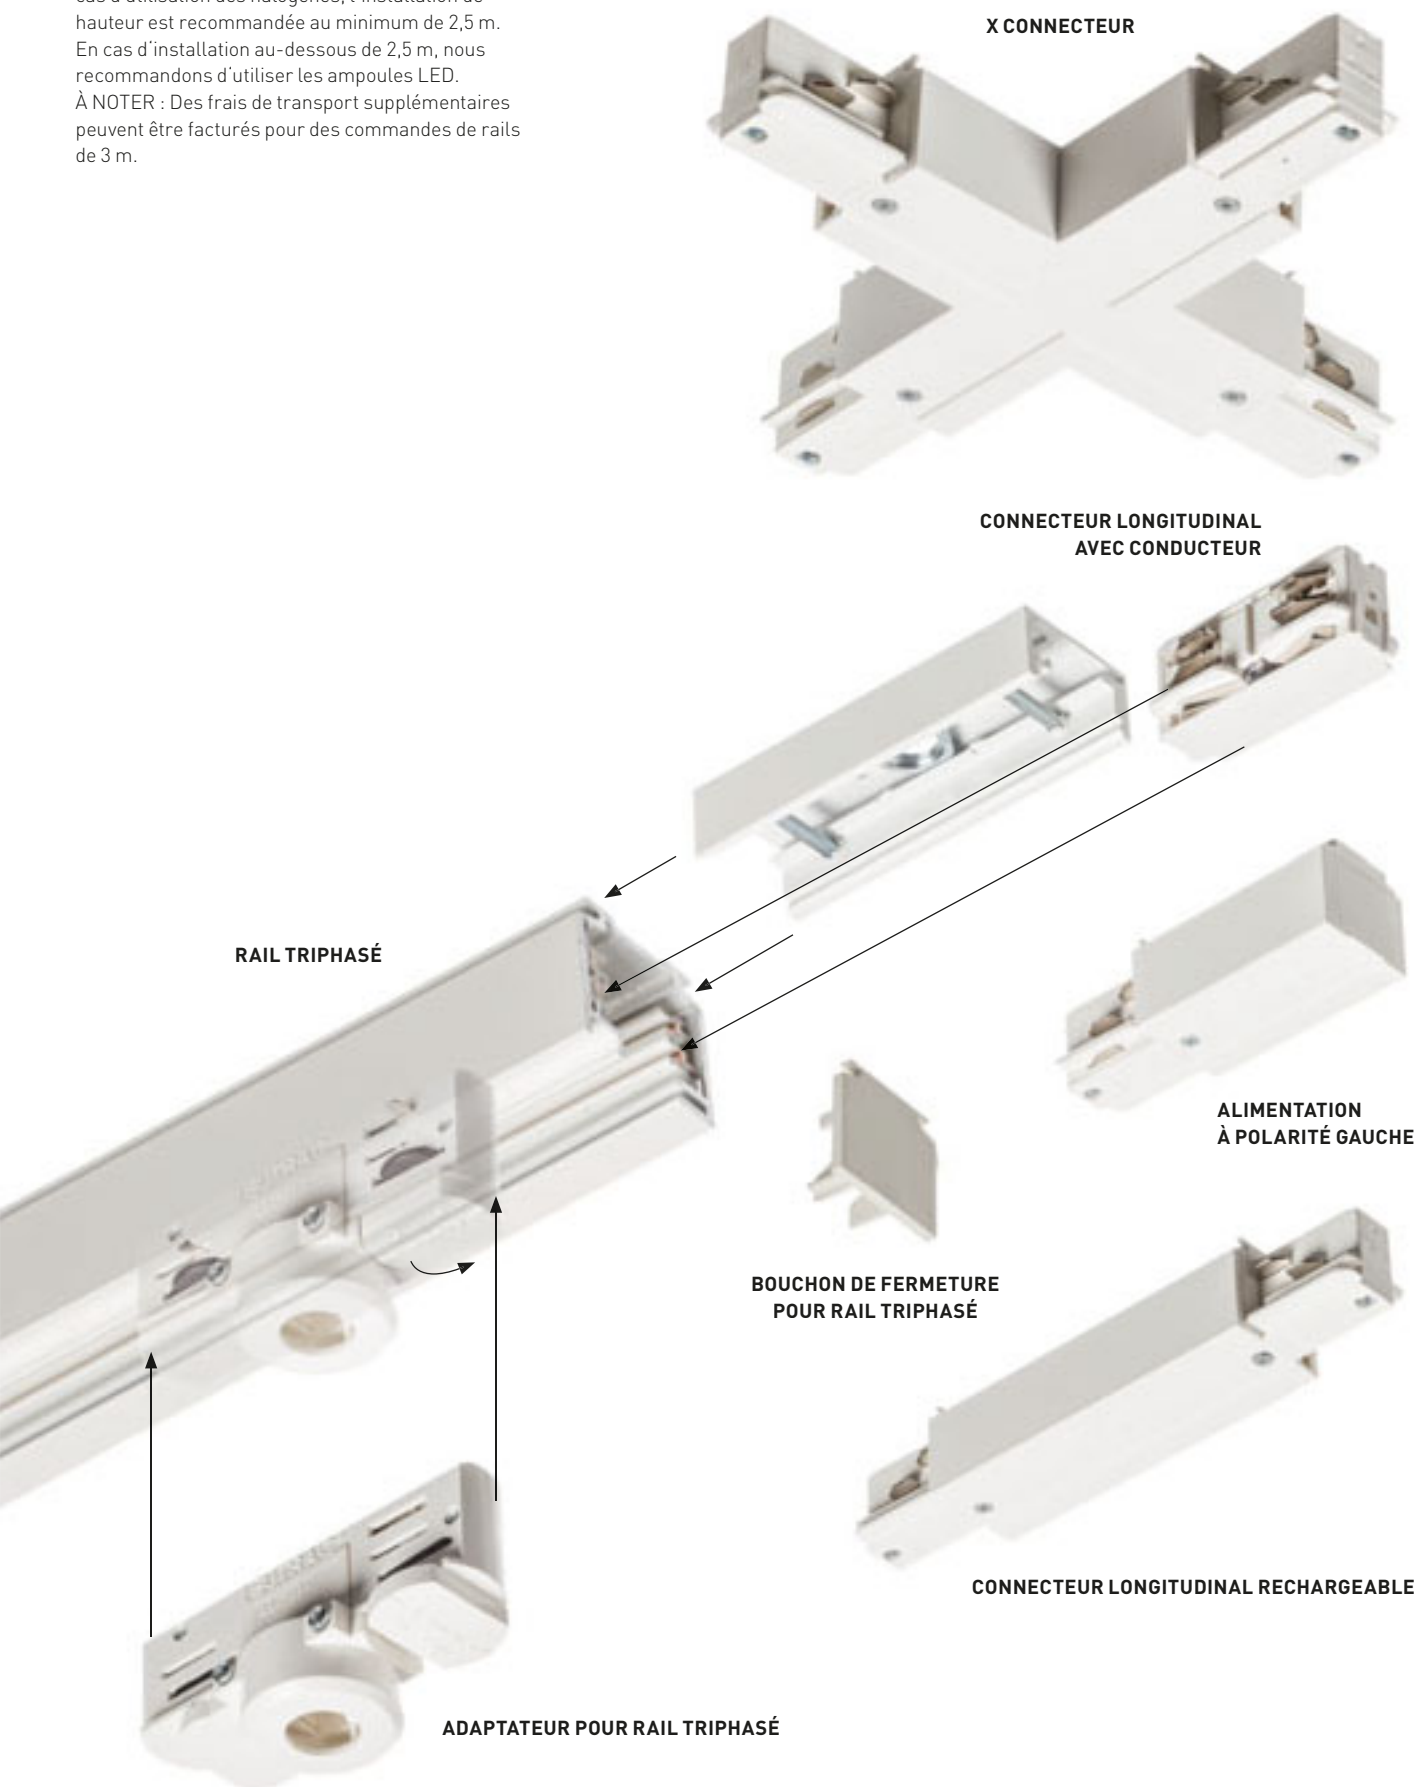 hauteur est recommandée au minimum de 2,5 m.
En cas d'installation au-dessous de 2,5 m, nous
recommandons d'utiliser les ampoules LED.
À NOTER : Des frais de transport supplémentaires
peuvent être facturés pour des commandes de rails
de 3 m.
X CONNECTEUR
CONNECTEUR LONGITUDINAL
AVEC CONDUCTEUR
RAIL TRIPHASÉ
ALIMENTATION
À POLARITÉ GAUCHE
BOUCHON DE FERMETURE
POUR RAIL TRIPHASÉ
CONNECTEUR LONGITUDINAL RECHARGEABLE
ADAPTATEUR POUR RAIL TRIPHASÉ